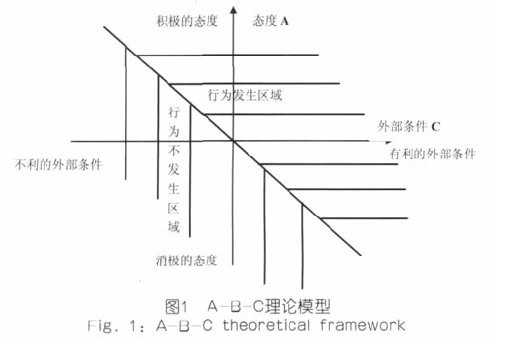 积极的态度
态度 A
行为发生区域
外部条件 C
有利的外部条件
不利的外部条件
行为不发生区域
消极的态度
图1 A-B-C理论模型
Fig. 1: A-B-C theoretical framework